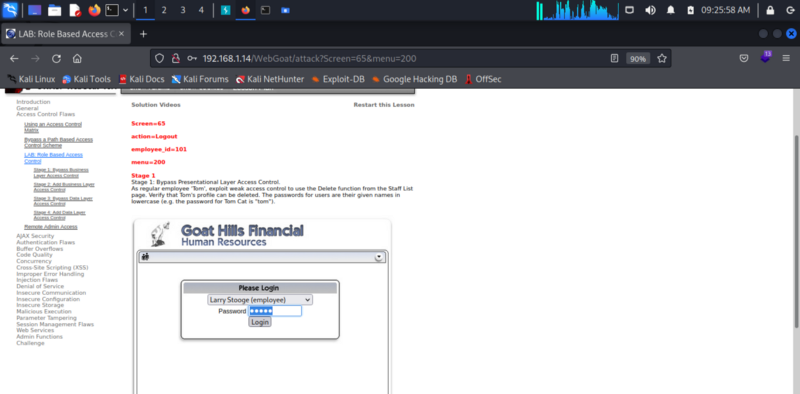 1 2 3 4
09:25:58 AM
LAB: Role Based Access C
192.168.1.14/WebGoat/attack?Screen=65&menu=200
90%
Kali Linux Kali Tools Kali Docs Kali Forums Kali NetHunter Exploit-DB Google Hacking DB OffSec
Introduction
General
Access Control Flaws
Using an Access Control
Matrix
Bypass a Path Based Access
Control Scheme
LAB: Role Based Access
Control
Stage 1: Bypass Business
Layer Access Control
Stage 2: Add Business Layer
Access Control
Stage 3: Bypass Data Layer
Access Control
Stage 4: Add Data Layer
Access Control
Remote Admin Access
AJAX Security
Authentication Flaws
Buffer Overflows
Code Quality
Concurrency
Cross-Site Scripting (XSS)
Improper Error Handling
Injection Flaws
Denial of Service
Insecure Communication
Insecure Configuration
Insecure Storage
Malicious Execution
Parameter Tampering
Session Management Flaws
Web Services
Admin Functions
Challenge
Solution Videos Restart this Lesson
Screen=65
action=Logout
employee_id=101
menu=200
Stage 1
Stage 1: Bypass Presentational Layer Access Control.
As regular employee 'Tom', exploit weak access control to use the Delete function from the Staff List
page. Verify that Tom's profile can be deleted. The passwords for users are their given names in
lowercase (e.g. the password for Tom Cat is "tom").
Goat Hills Financial
Human Resources
Please Login
Larry Stooge (employee)
Password
Login